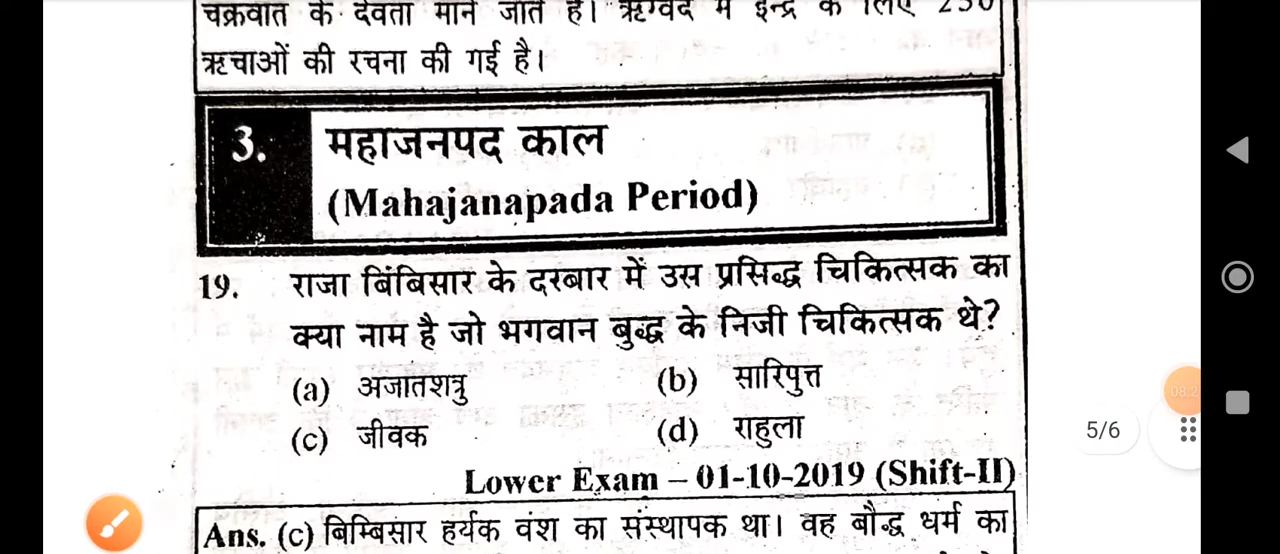 चक्रवात के देवता माने जाते हैं। ऋग्वेद में इन्द्र के लिए 250
ऋचाओं की रचना की गई है।
3. महाजनपद काल
(Mahajanapada Period)
19. राजा बिंबिसार के दरबार में उस प्रसिद्ध चिकित्सक का
क्या नाम है जो भगवान बुद्ध के निजी चिकित्सक थे?
(a) अजातशत्रु (b) सारिपुत्त
(c) जीवक (d) राहुला
5/6
Lower Exam – 01-10-2019 (Shift-II)
Ans. (c) बिम्बिसार हर्यक वंश का संस्थापक था। वह बौद्ध धर्म का